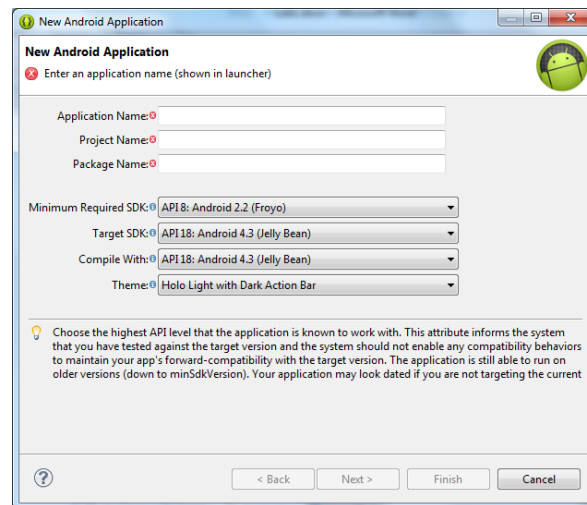 New Android Application
New Android Application
Enter an application name (shown in launcher)
Application Name:
Project Name:
Package Name:
Minimum Required SDK: API 8: Android 2.2 (Froyo)
Target SDK: API 18: Android 4.3 (Jelly Bean)
Compile With: API 18: Android 4.3 (Jelly Bean)
Theme: Holo Light with Dark Action Bar
Choose the highest API level that the application is known to work with. This attribute informs the system
that you have tested against the target version and the system should not enable any compatibility behaviors
to maintain your app's forward-compatibility with the target version. The application is still able to run on
older versions (down to minSdkVersion). Your application may look dated if you are not targeting the current
< Back Next > Finish Cancel